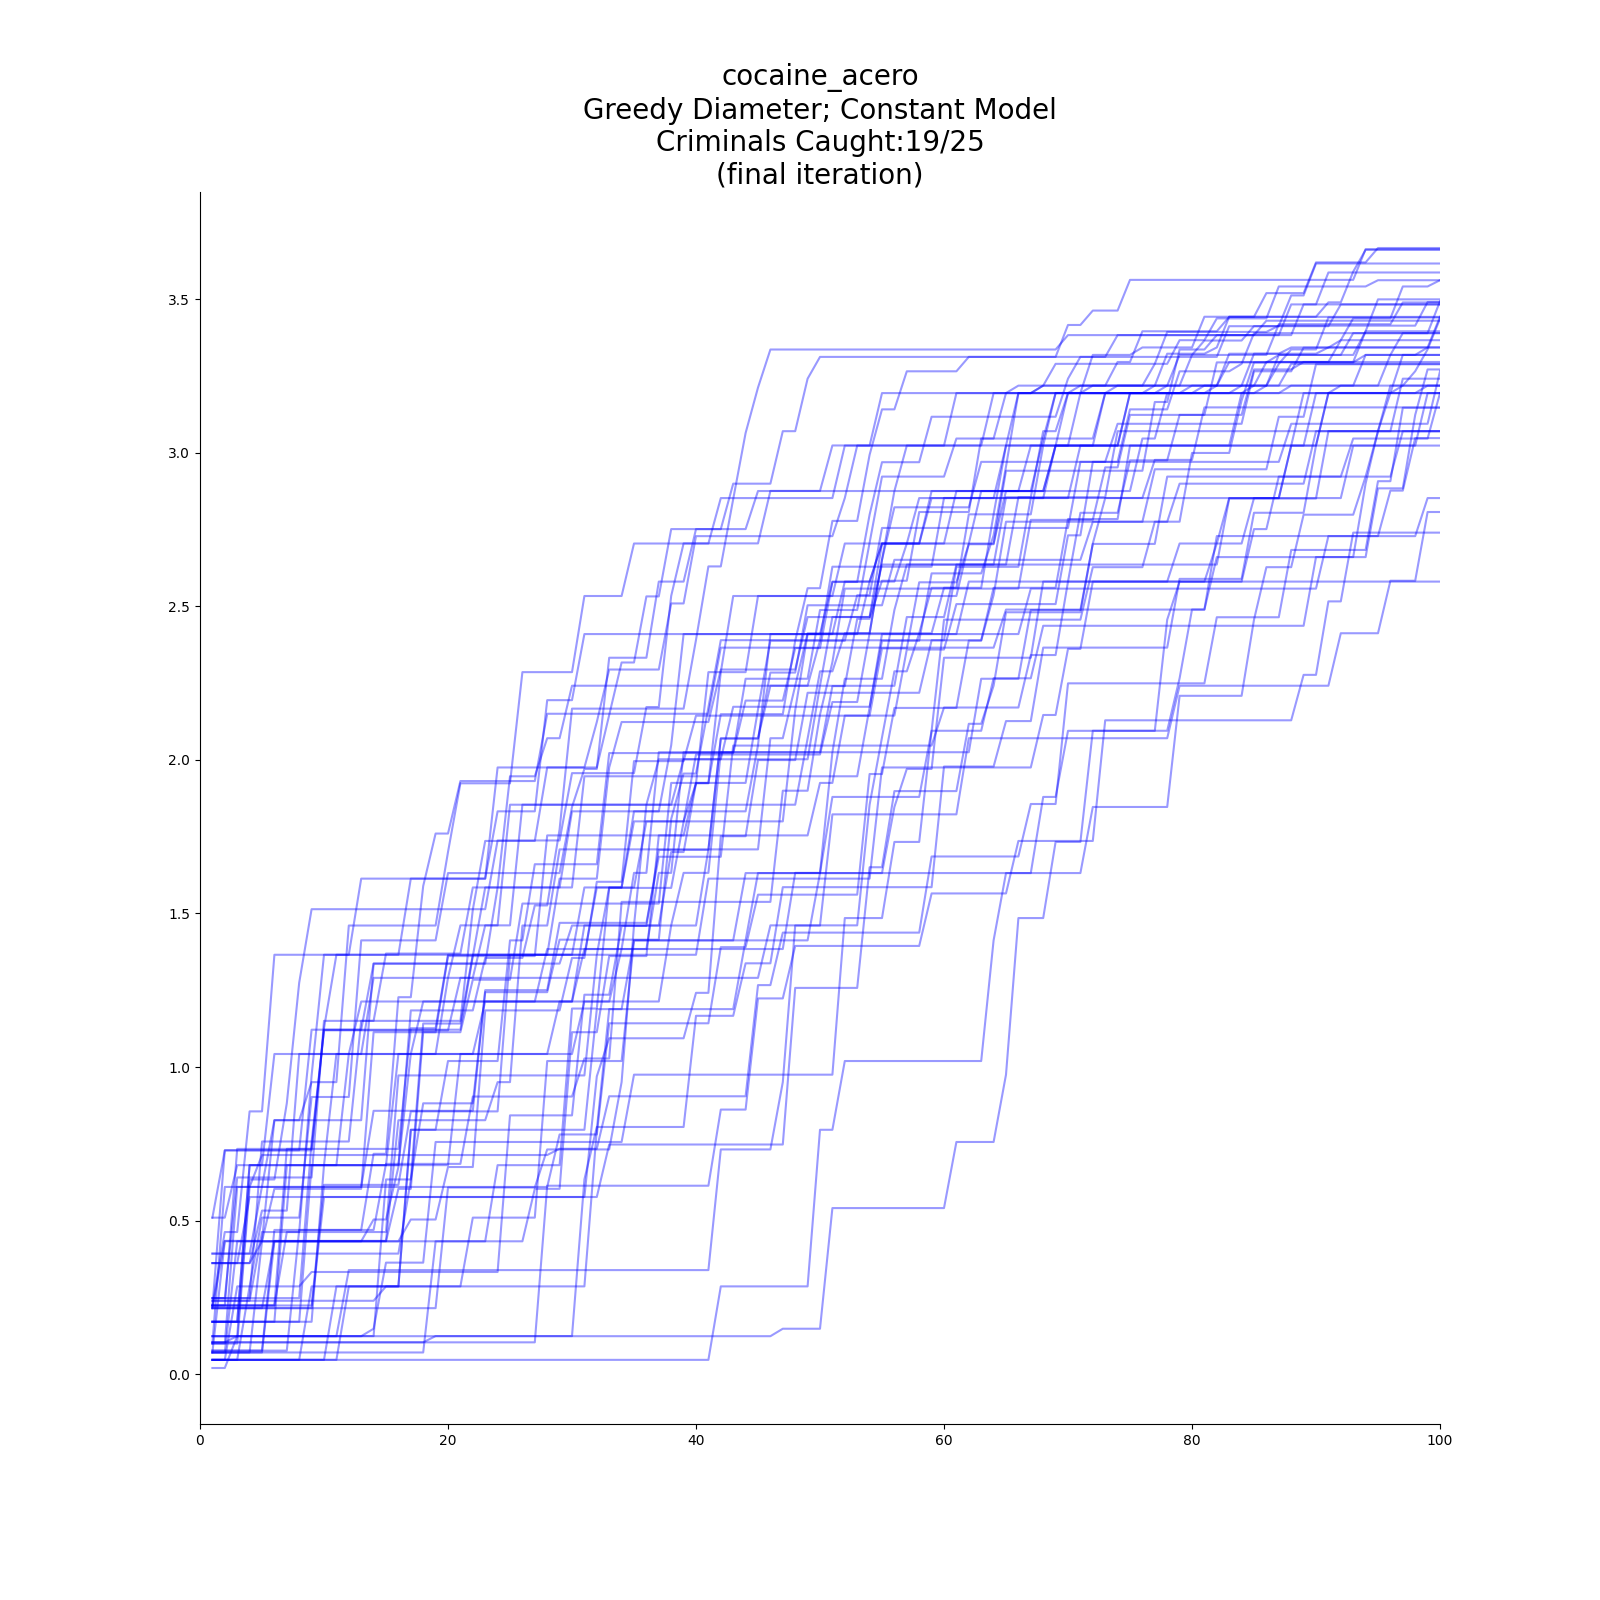 cocaine_acero
Greedy Diameter; Constant Model
Criminals Caught:19/25
(final iteration)
3.5
3.0
2.5
2.0
1.5
1.0
0.5
0.0
0 20 40 60 80 100